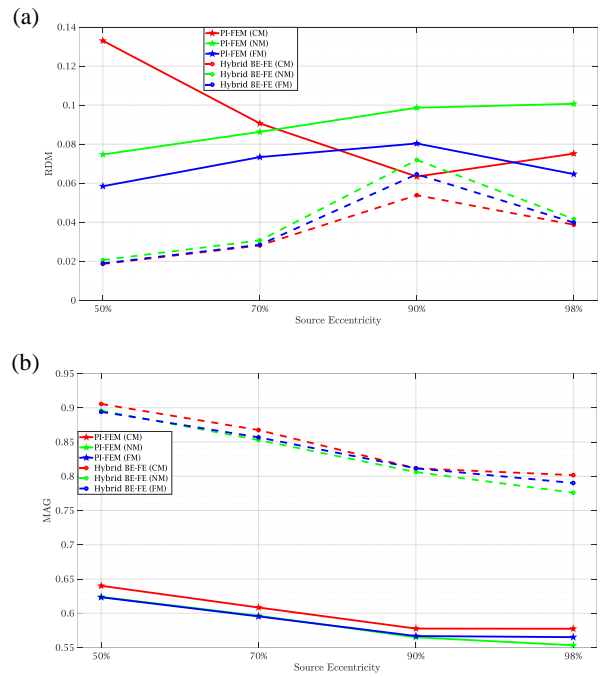 (a)
0.14
0.12
0.1
0.08
0.06
0.04
0.02
0
RDM
PI-FEM (CM)
PI-FEM (NM)
PI-FEM (FM)
Hybrid BE-FE (CM)
Hybrid BE-FE (NM)
Hybrid BE-FE (FM)
50%
70%
90%
98%
Source Eccentricity
(b)
0.95
0.9
0.85
0.8
0.75
0.7
0.65
0.6
0.55
MAG
PI-FEM (CM)
PI-FEM (NM)
PI-FEM (FM)
Hybrid BE-FE (CM)
Hybrid BE-FE (NM)
Hybrid BE-FE (FM)
50%
70%
90%
98%
Source Eccentricity